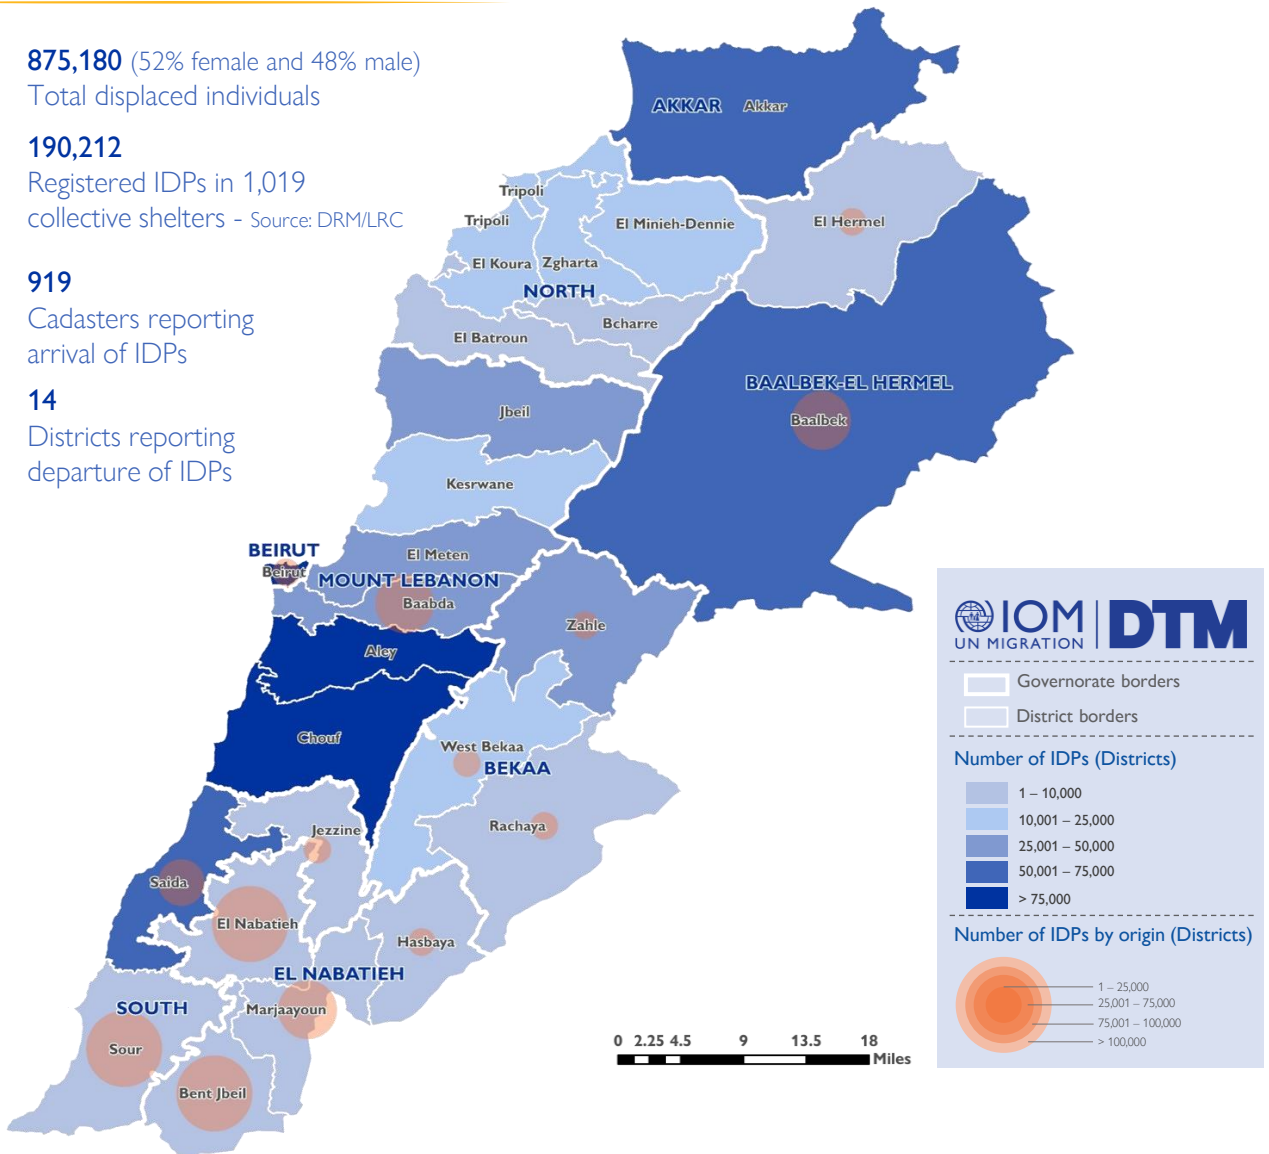 875,180 (52% female and 48% male)
Total displaced individuals
190,212
Registered IDPs in 1,019
collective shelters - Source: DRM/LRC
919
Cadasters reporting
arrival of IDPs
14
Districts reporting
departure of IDPs
AKKAR Akkar
Tripoli
Tripoli
El Minieh-Dennie
El Hermel
El Koura Zgharta
NORTH
Bcharre
El Batroun
BAALBEK-EL HERMEL
Jbeil
Baalbek
Kesrwane
BEIRUT
El Meten
Beirut
MOUNT LEBANON
Baabda
Zahle
Aley
Chouf
West Bekaa
BEKAA
Jezzine
Rachaya
Saida
El Nabatieh
Hasbaya
EL NABATIEH
SOUTH
Marjaayoun
Sour
Bent Jbeil
0 2.25 4.5 9 13.5 18
Miles
IOM
UN MIGRATION
DTM
Governorate borders
District borders
Number of IDPs (Districts)
1 – 10,000
10,001 – 25,000
25,001 – 50,000
50,001 – 75,000
> 75,000
Number of IDPs by origin (Districts)
1 – 25,000
25,001 – 75,000
75,001 – 100,000
> 100,000